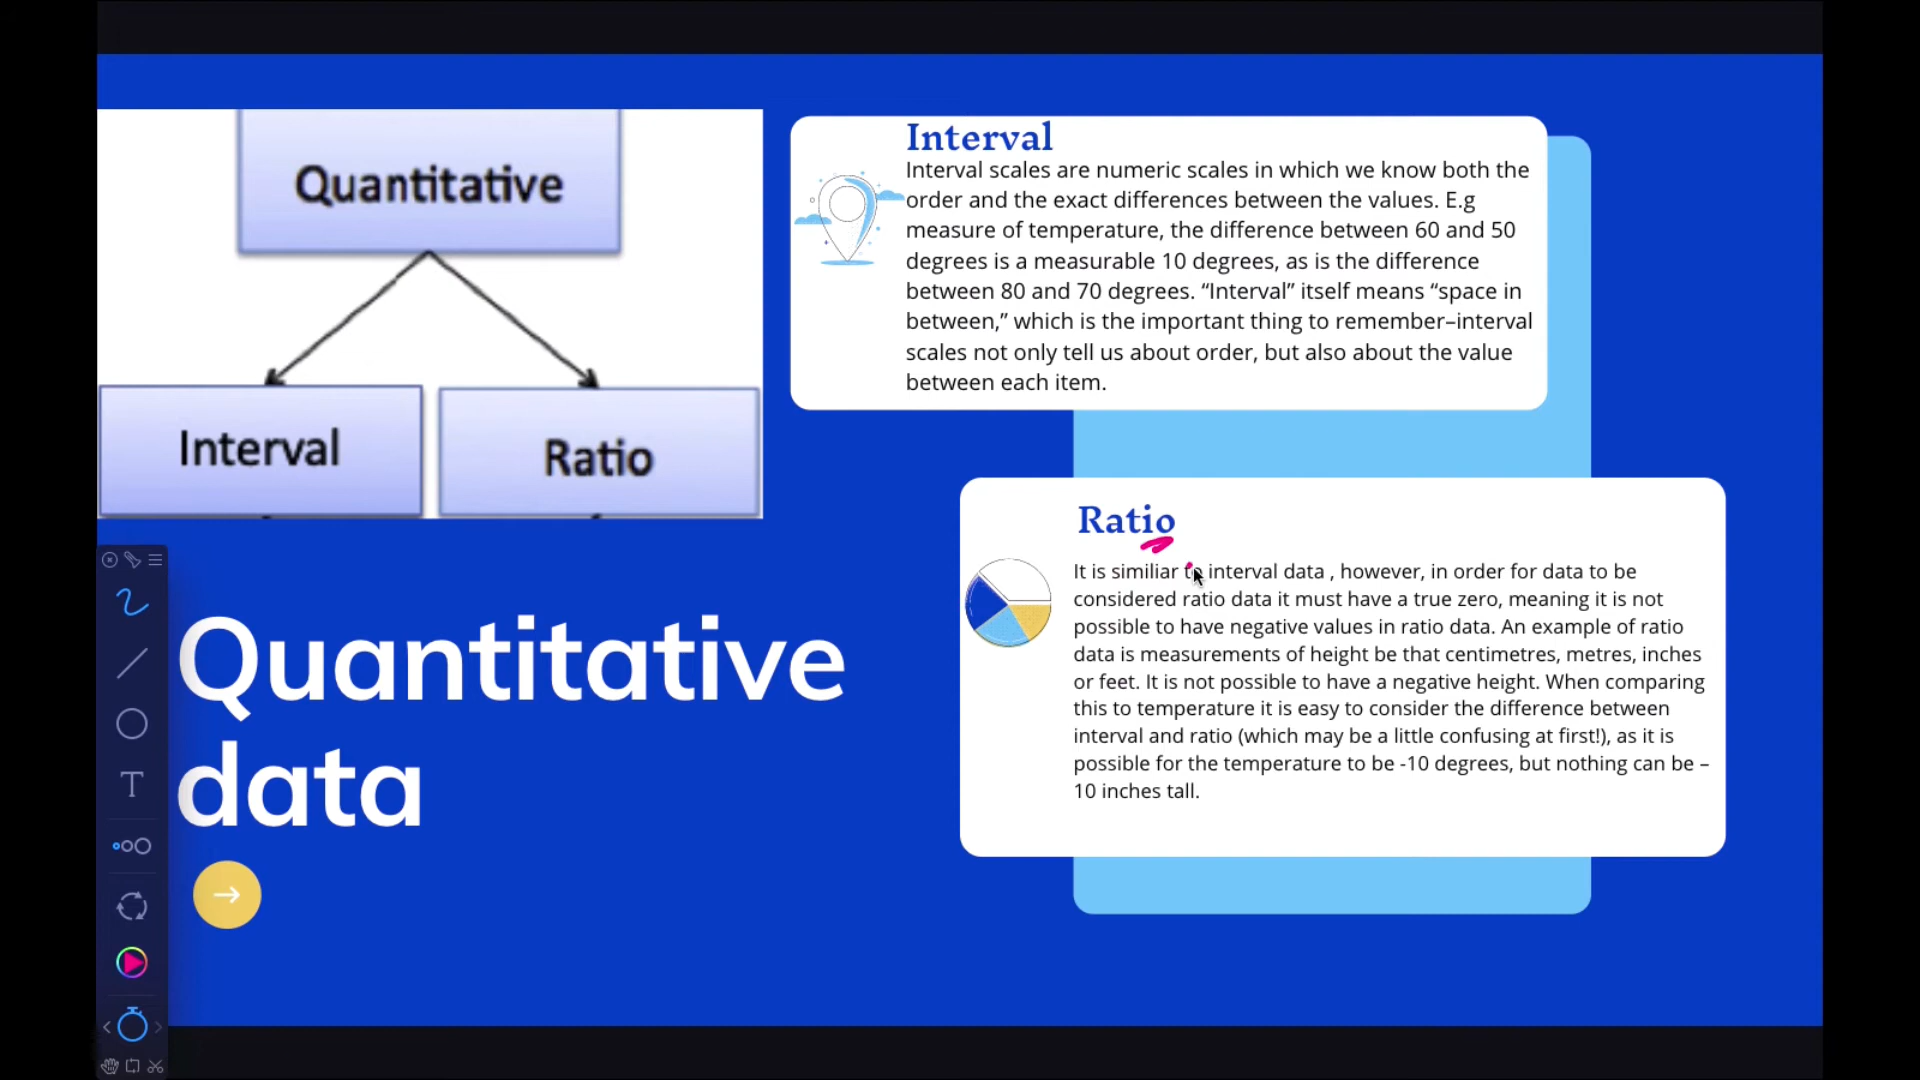 Quantitative
Interval
Ratio
Interval
Interval scales are numeric scales in which we know both the
order and the exact differences between the values. E.g
measure of temperature, the difference between 60 and 50
degrees is a measurable 10 degrees, as is the difference
between 80 and 70 degrees. “Interval” itself means “space in
between,” which is the important thing to remember–interval
scales not only tell us about order, but also about the value
between each item.
Ratio
It is similiar to interval data , however, in order for data to be
considered ratio data it must have a true zero, meaning it is not
possible to have negative values in ratio data. An example of ratio
data is measurements of height be that centimetres, metres, inches
or feet. It is not possible to have a negative height. When comparing
this to temperature it is easy to consider the difference between
interval and ratio (which may be a little confusing at first!), as it is
possible for the temperature to be -10 degrees, but nothing can be –
10 inches tall.
Quantitative
data
T